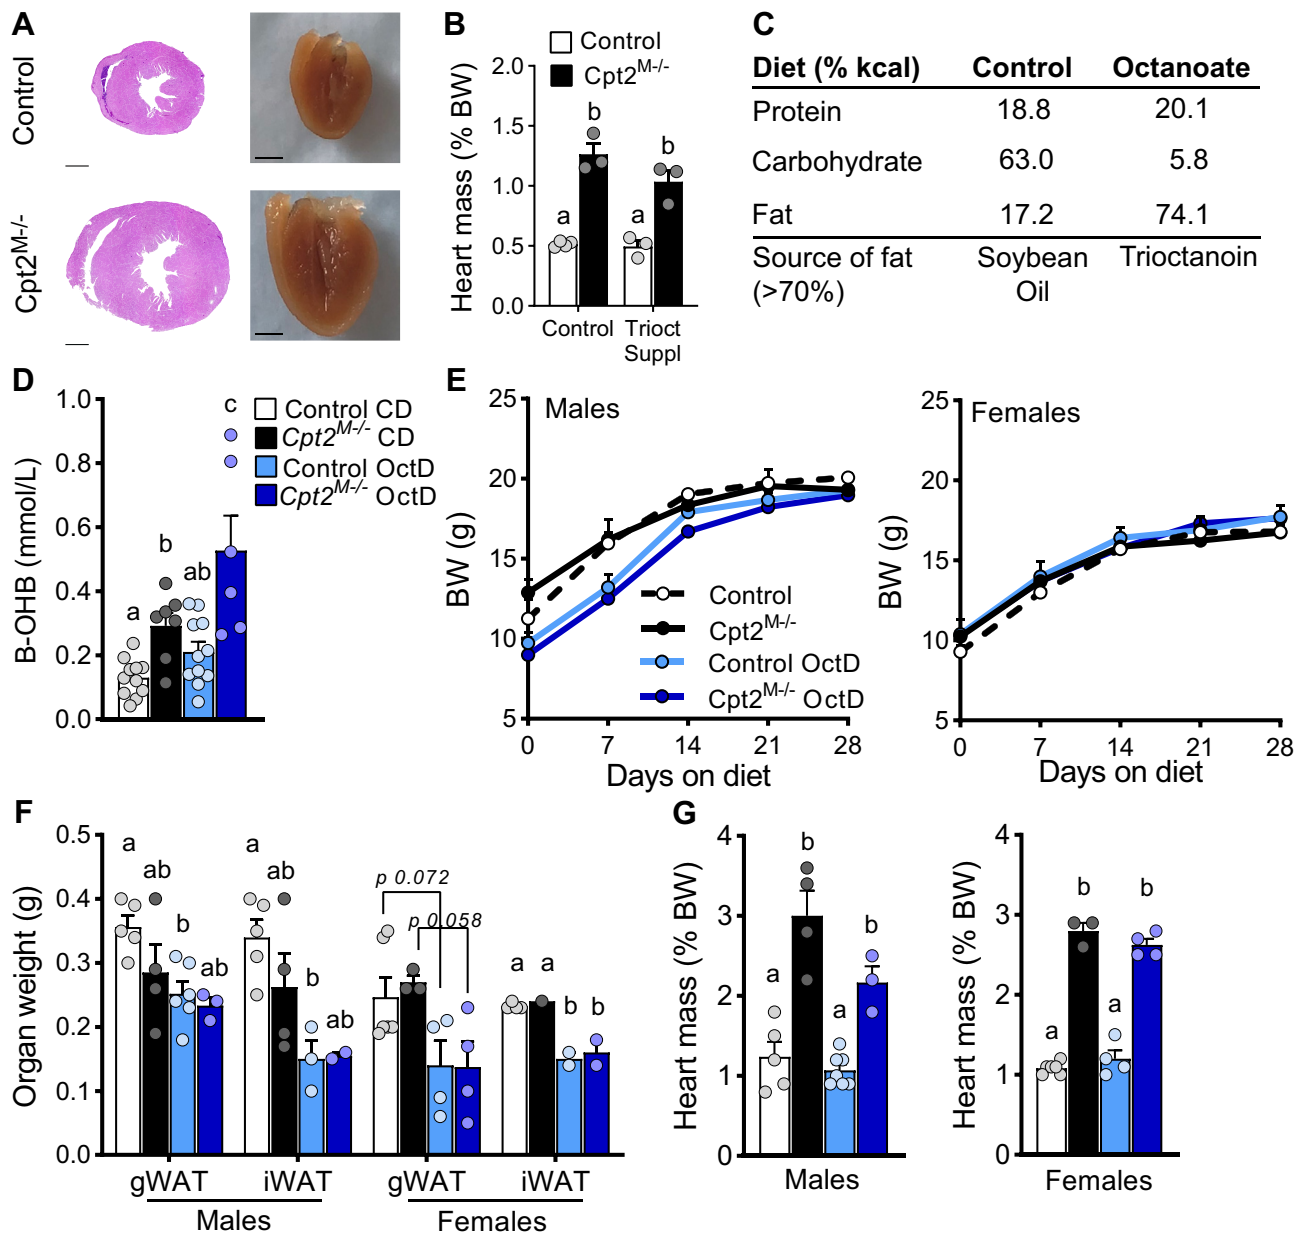 A
Control
Cpt2M-/-
B
Control
Cpt2M-/-
Heart mass (% BW)
2.0
1.5
1.0
0.5
0.0
a
b
a
b
Control
Trioct
Suppl
C
Diet (% kcal) Control Octanoate
Protein 18.8 20.1
Carbohydrate 63.0 5.8
Fat 17.2 74.1
Source of fat Soybean Trioctanoin
(>70%) Oil
D
B-OHB (mmol/L)
1.0
0.8
0.6
0.4
0.2
0.0
a
b
ab
c
Control CD
Cpt2M-/- CD
Control OctD
Cpt2M-/- OctD
E
Males
BW (g)
25
20
15
10
5
0 7 14 21 28
Days on diet
Control
Cpt2M-/-
Control OctD
Cpt2M-/- OctD
Females
BW (g)
25
20
15
10
5
0 7 14 21 28
Days on diet
F
Organ weight (g)
0.5
0.4
0.3
0.2
0.1
0.0
a
ab
b
ab
a
ab
b
ab
p 0.072
p 0.058
a a
b b
gWAT iWAT gWAT iWAT
Males Females
G
Heart mass (% BW)
4
3
2
1
0
a
b
a
b
Males
Heart mass (% BW)
4
3
2
1
0
a
b
a
b
Females